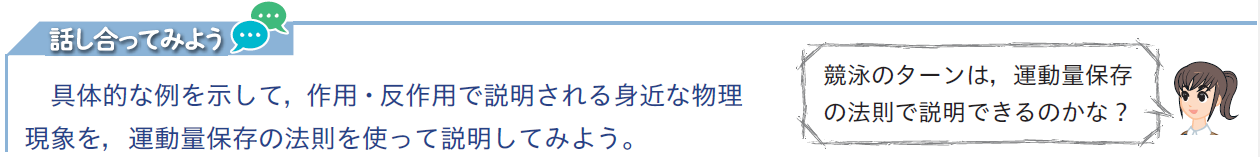 話し合ってみよう
具体的な例を示して，作用・反作用で説明される身近な物理
現象を，運動量保存の法則を使って説明してみよう。
競泳のターンは，運動量保存
の法則で説明できるのかな？